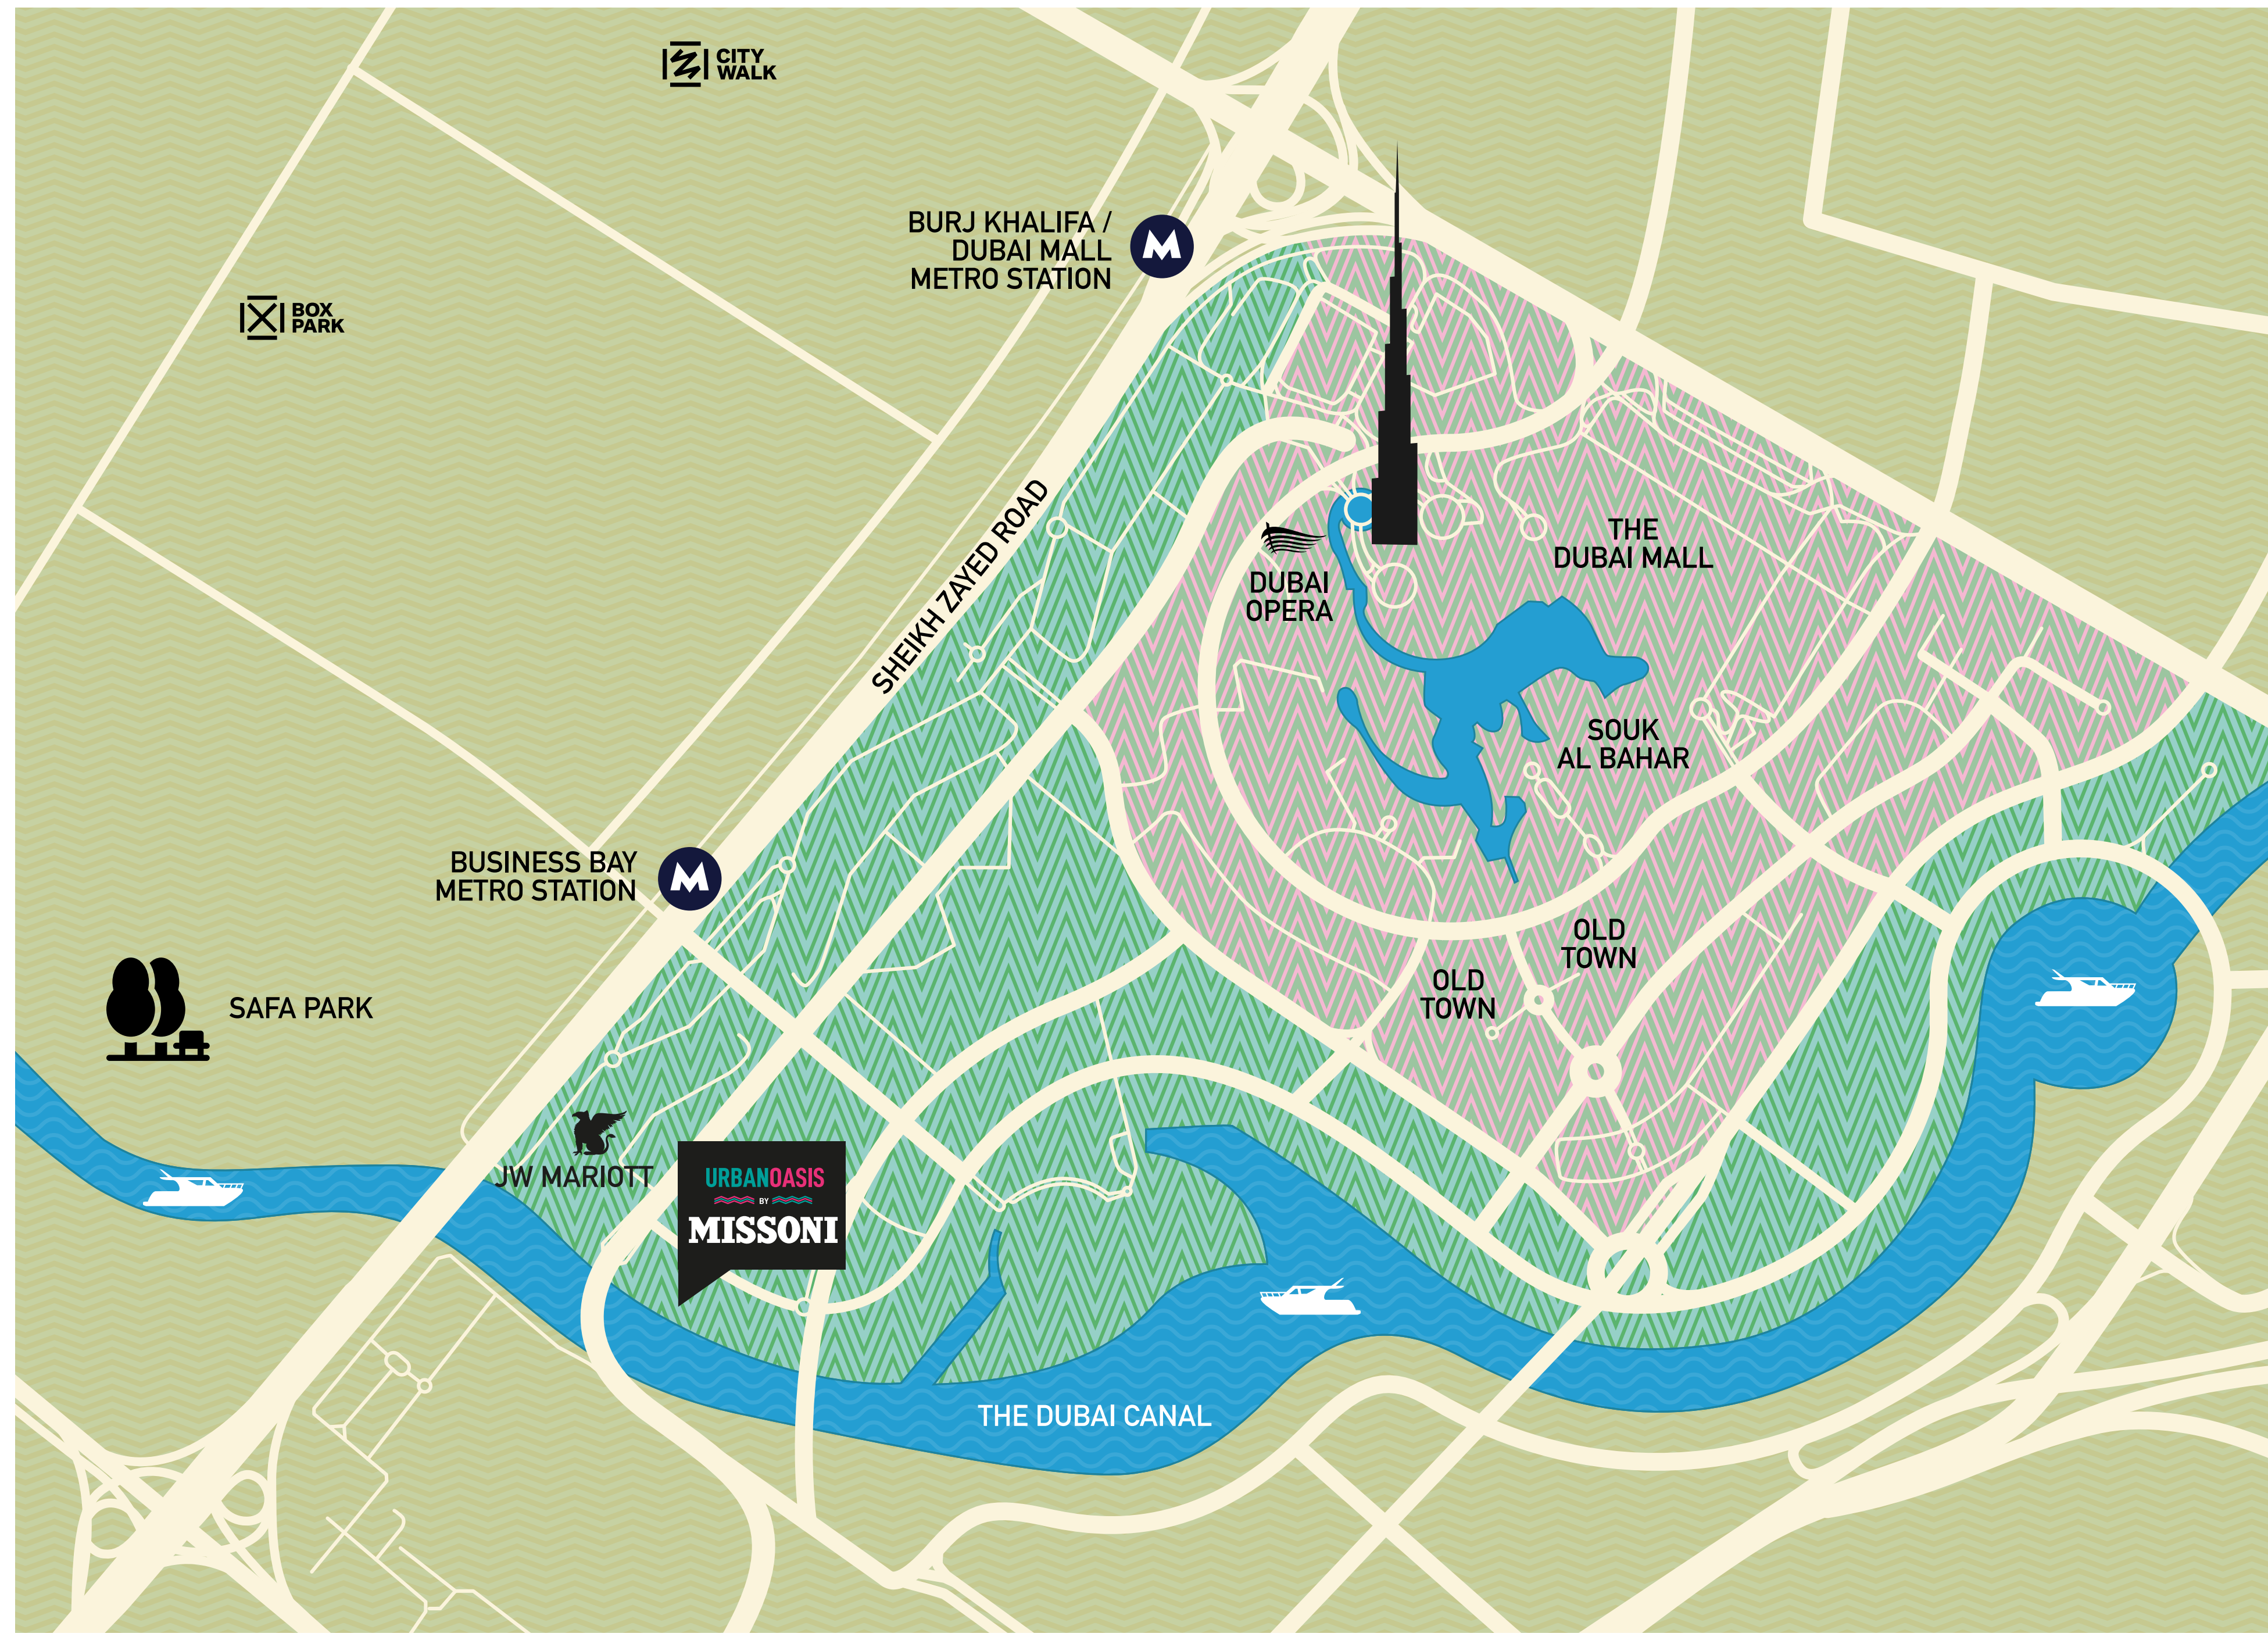 CITY
WALK
BURJ KHALIFA /
DUBAI MALL
METRO STATION
M
BOX
PARK
SHEIKH ZAYED ROAD
THE
DUBAI MALL
DUBAI
OPERA
SOUK
AL BAHAR
BUSINESS BAY
METRO STATION
M
OLD
TOWN
OLD
TOWN
SAFA PARK
JW MARIOTT
URBANOASIS
BY
MISSONI
THE DUBAI CANAL